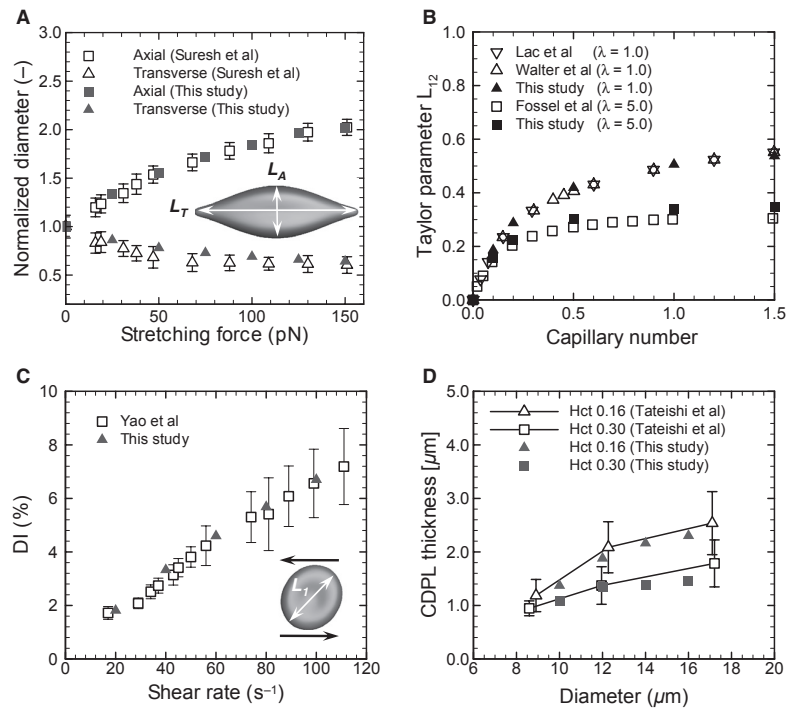 A
3.0
2.5
2.0
1.5
1.0
0.5
0
50
100
150
Normalized diameter (–)
Stretching force (pN)
Axial (Suresh et al)
Transverse (Suresh et al)
Axial (This study)
Transverse (This study)
L_A
L_T
B
1.0
0.8
0.6
0.4
0.2
0.0
0.0
0.5
1.0
1.5
Taylor parameter L₁₂
Capillary number
Lac et al (λ = 1.0)
Walter et al (λ = 1.0)
This study (λ = 1.0)
Fossel et al (λ = 5.0)
This study (λ = 5.0)
C
10
8
6
4
2
0
0
20
40
60
80
100
120
DI (%)
Shear rate (s⁻¹)
Yao et al
This study
L₁
D
5.0
4.0
3.0
2.0
1.0
0.0
6
8
10
12
14
16
18
20
CDPL thickness [µm]
Diameter (µm)
Hct 0.16 (Tateishi et al)
Hct 0.30 (Tateishi et al)
Hct 0.16 (This study)
Hct 0.30 (This study)